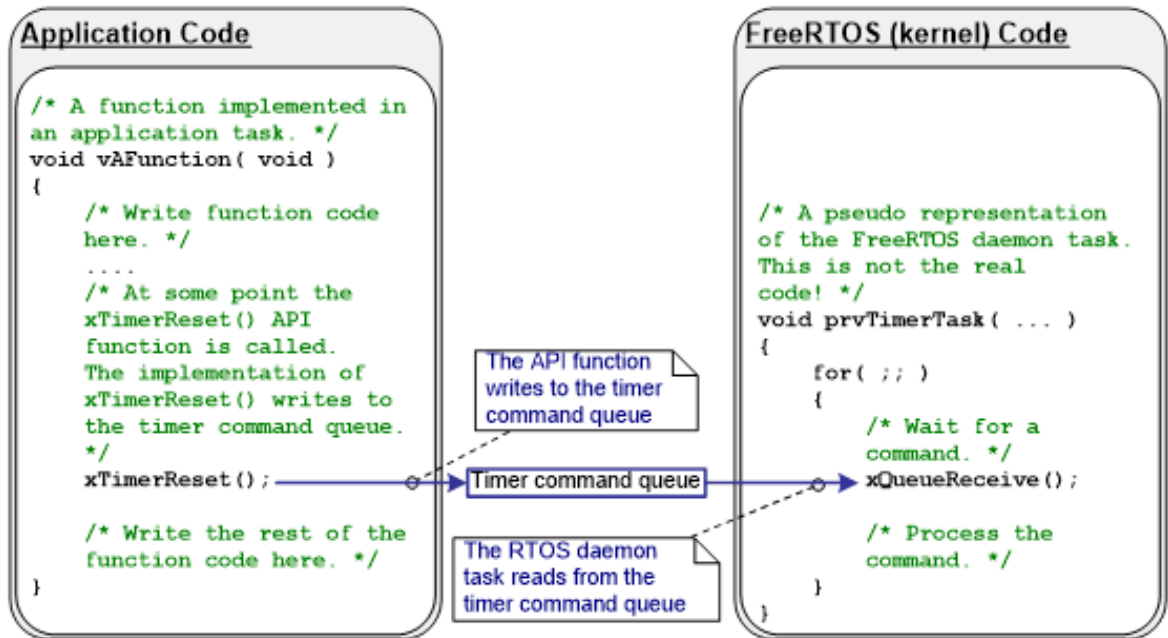 Application Code
/* A function implemented in
an application task. */
void vAFunction( void )
{
/* Write function code
here. */
....
/* At some point the
xTimerReset() API
function is called.
The implementation of
xTimerReset() writes to
the timer command queue.
*/
xTimerReset();
/* Write the rest of the
function code here. */
}
The API function
writes to the timer
command queue
Timer command queue
The RTOS daemon
task reads from the
timer command queue
FreeRTOS (kernel) Code
/* A pseudo representation
of the FreeRTOS daemon task.
This is not the real
code! */
void prvTimerTask( ... )
{
for( ;; )
{
/* Wait for a
command. */
xQueueReceive();
/* Process the
command. */
}
}